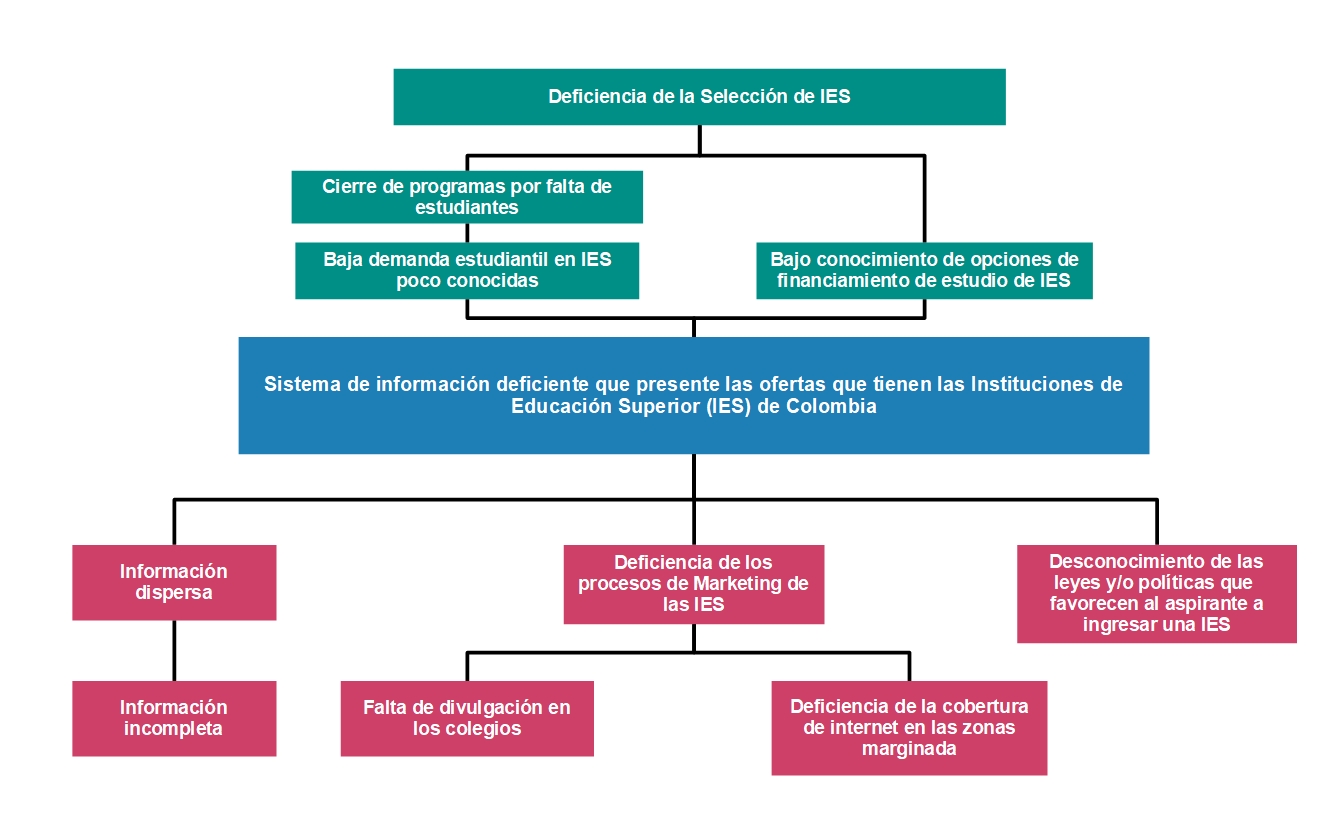 Deficiencia de la Selección de IES
Cierre de programas por falta de
estudiantes
Baja demanda estudiantil en IES
poco conocidas
Bajo conocimiento de opciones de
financiamiento de estudio de IES
Sistema de información deficiente que presente las ofertas que tienen las Instituciones de
Educación Superior (IES) de Colombia
Información
dispersa
Deficiencia de los
procesos de Marketing de
las IES
Desconocimiento de las
leyes y/o políticas que
favorecen al aspirante a
ingresar una IES
Información
incompleta
Falta de divulgación en
los colegios
Deficiencia de la cobertura
de internet en las zonas
marginada